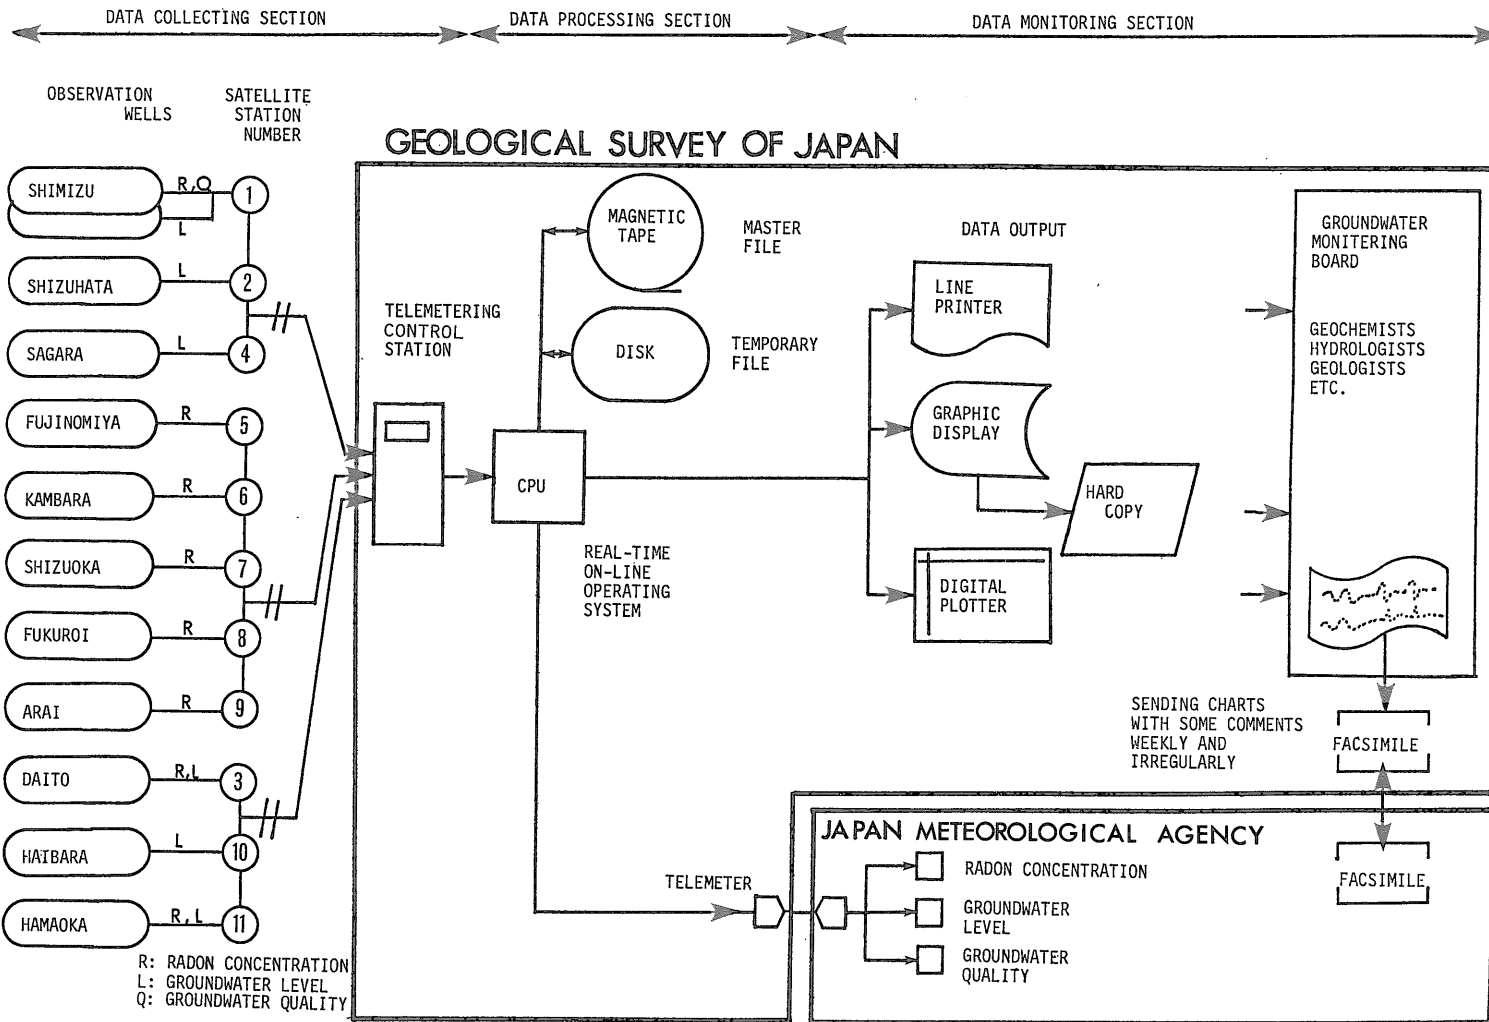 DATA COLLECTING SECTION
DATA PROCESSING SECTION
DATA MONITORING SECTION
OBSERVATION
WELLS
SATELLITE
STATION
NUMBER
GEOLOGICAL SURVEY OF JAPAN
SHIMIZU
R,Q
L
1
SHIZUHATA
L
2
SAGARA
L
4
FUJINOMIYA
R
5
KAMBARA
R
6
SHIZUOKA
R
7
FUKUROI
R
8
ARAI
R
9
DAITO
R,L
3
HAIBARA
L
10
HAMAOKA
R,L
11
R: RADON CONCENTRATION
L: GROUNDWATER LEVEL
Q: GROUNDWATER QUALITY
TELEMETERING
CONTROL
STATION
MAGNETIC
TAPE
MASTER
FILE
DISK
TEMPORARY
FILE
CPU
REAL-TIME
ON-LINE
OPERATING
SYSTEM
DATA OUTPUT
LINE
PRINTER
GRAPHIC
DISPLAY
HARD
COPY
DIGITAL
PLOTTER
GROUNDWATER
MONITERING
BOARD
GEOCHEMISTS
HYDROLOGISTS
GEOLOGISTS
ETC.
SENDING CHARTS
WITH SOME COMMENTS
WEEKLY AND
IRREGULARLY
FACSIMILE
TELEMETER
JAPAN METEOROLOGICAL AGENCY
RADON CONCENTRATION
GROUNDWATER
LEVEL
GROUNDWATER
QUALITY
FACSIMILE